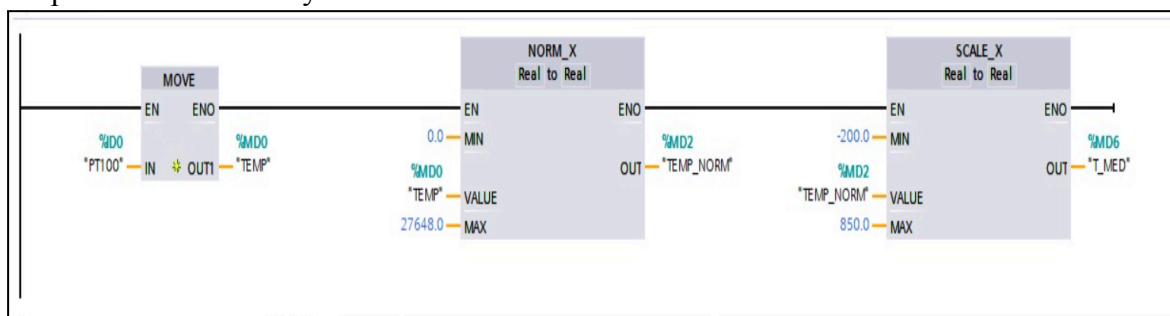 MOVE
EN ENO
%ID0
"PT100" IN OUT1
%MD0
"TEMP"
NORM_X
Real to Real
EN ENO
0.0 MIN
%MD2
OUT "TEMP_NORM"
%MD0
"TEMP" VALUE
27648.0 MAX
SCALE_X
Real to Real
EN ENO
-200.0 MIN
%MD6
OUT "T_MED"
%MD2
"TEMP_NORM" VALUE
850.0 MAX